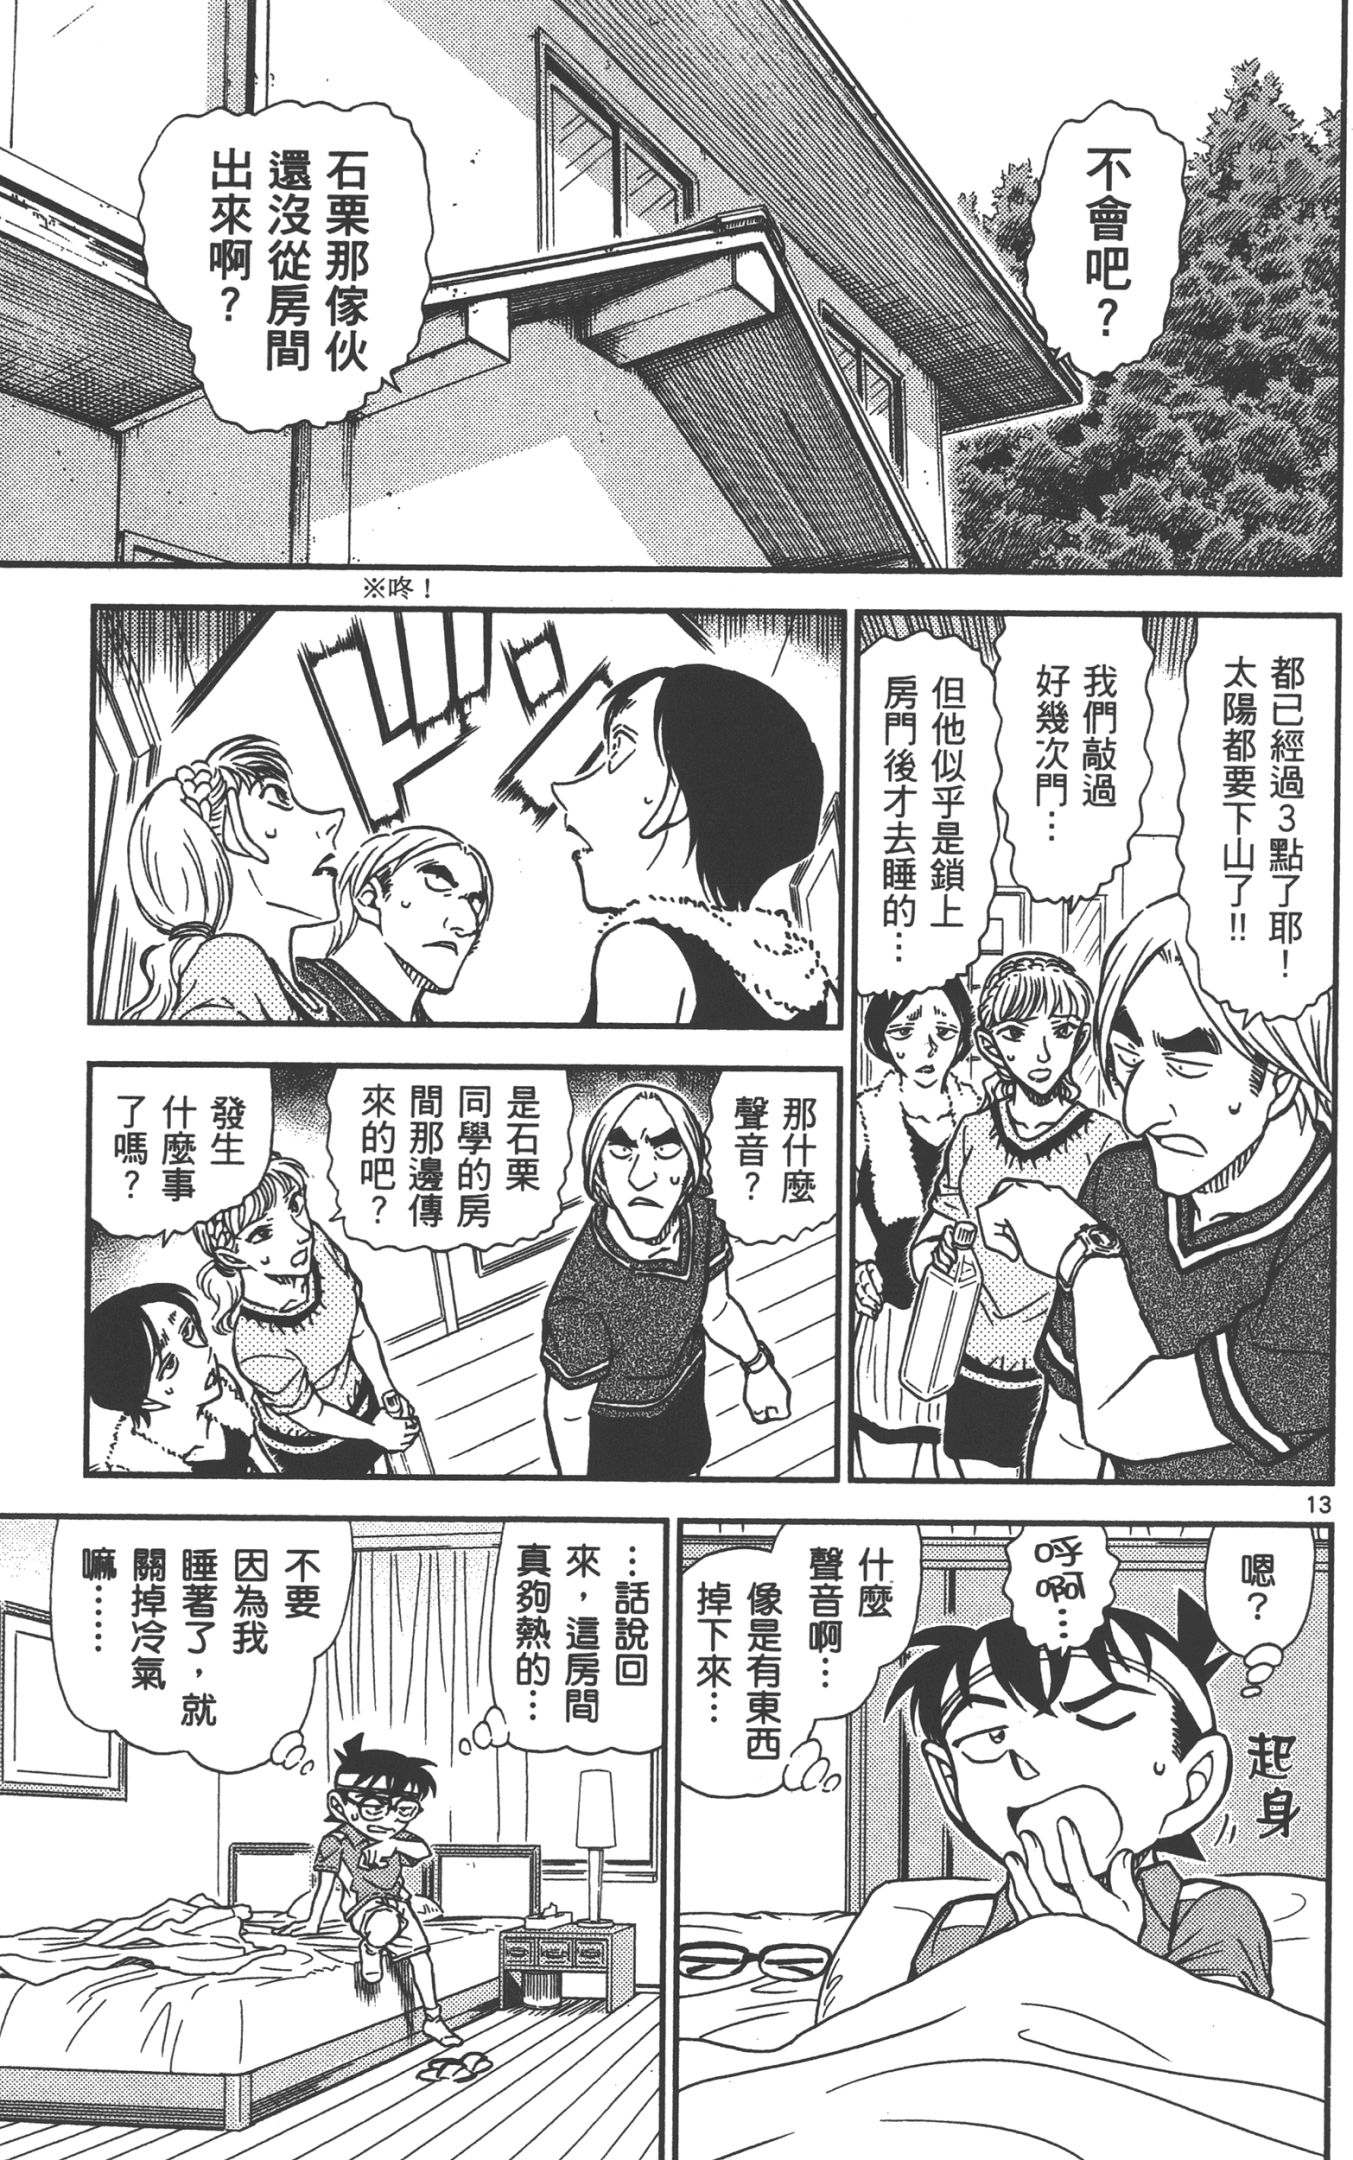 不會吧？
石栗那傢伙
還沒從房間
出來啊？
都已經過3點了耶！
太陽都要下山了!!
我們敲過
好幾次門…
但他似乎是鎖上
房門後才去睡的…
※咚！
ドン
那什麼
聲音？
是石栗
同學的房
間那邊傳
來的吧？
發生
什麼事
了嗎？
13
嗯？
呼啊…
起身
什麼
聲音啊…
像是有東西
掉下來…
…話說回
來，這房間
真夠熱的…
不要
因為我
睡著了，就
關掉冷氣
嘛……